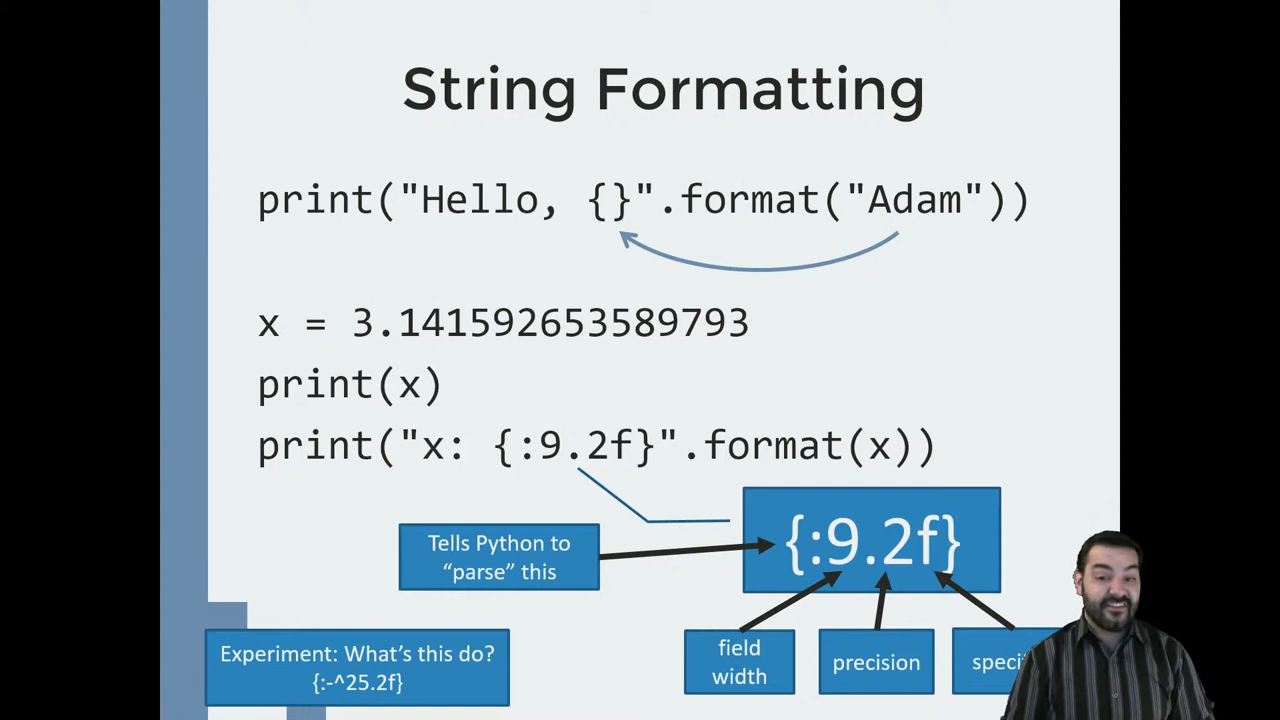 String Formatting
print("Hello, {}".format("Adam"))
x = 3.141592653589793
print(x)
print("x: {:9.2f}".format(x))
{:9.2f}
Tells Python to
“parse” this
field
width
precision
Experiment: What’s this do?
{:-^25.2f}